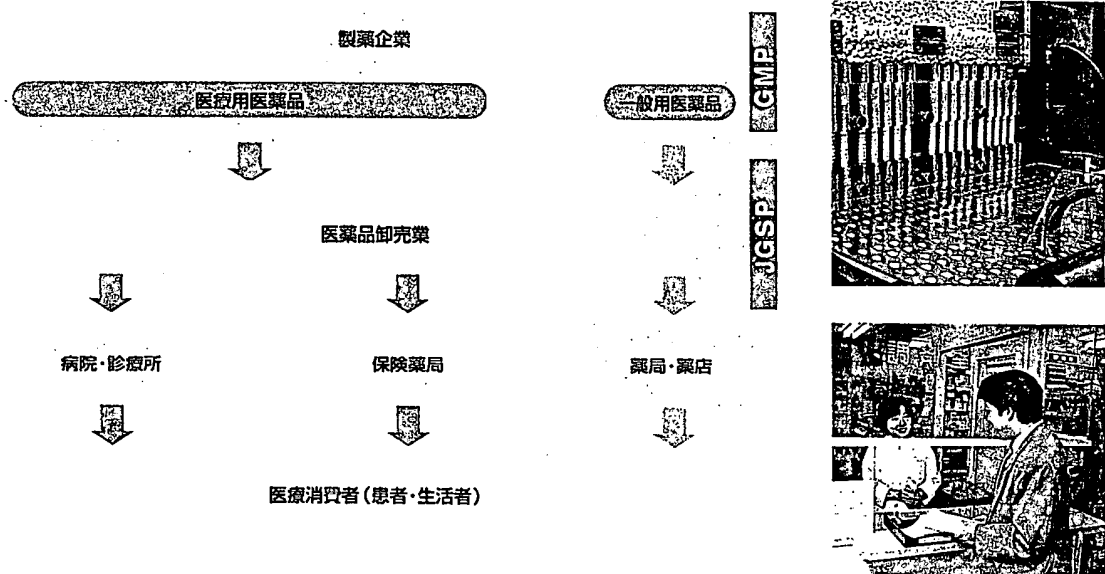 製薬企業
医療用医薬品
一般用医薬品
GMP
医薬品卸売業
JGSP
病院・診療所
保険薬局
薬局・薬店
医療消費者(患者・生活者)